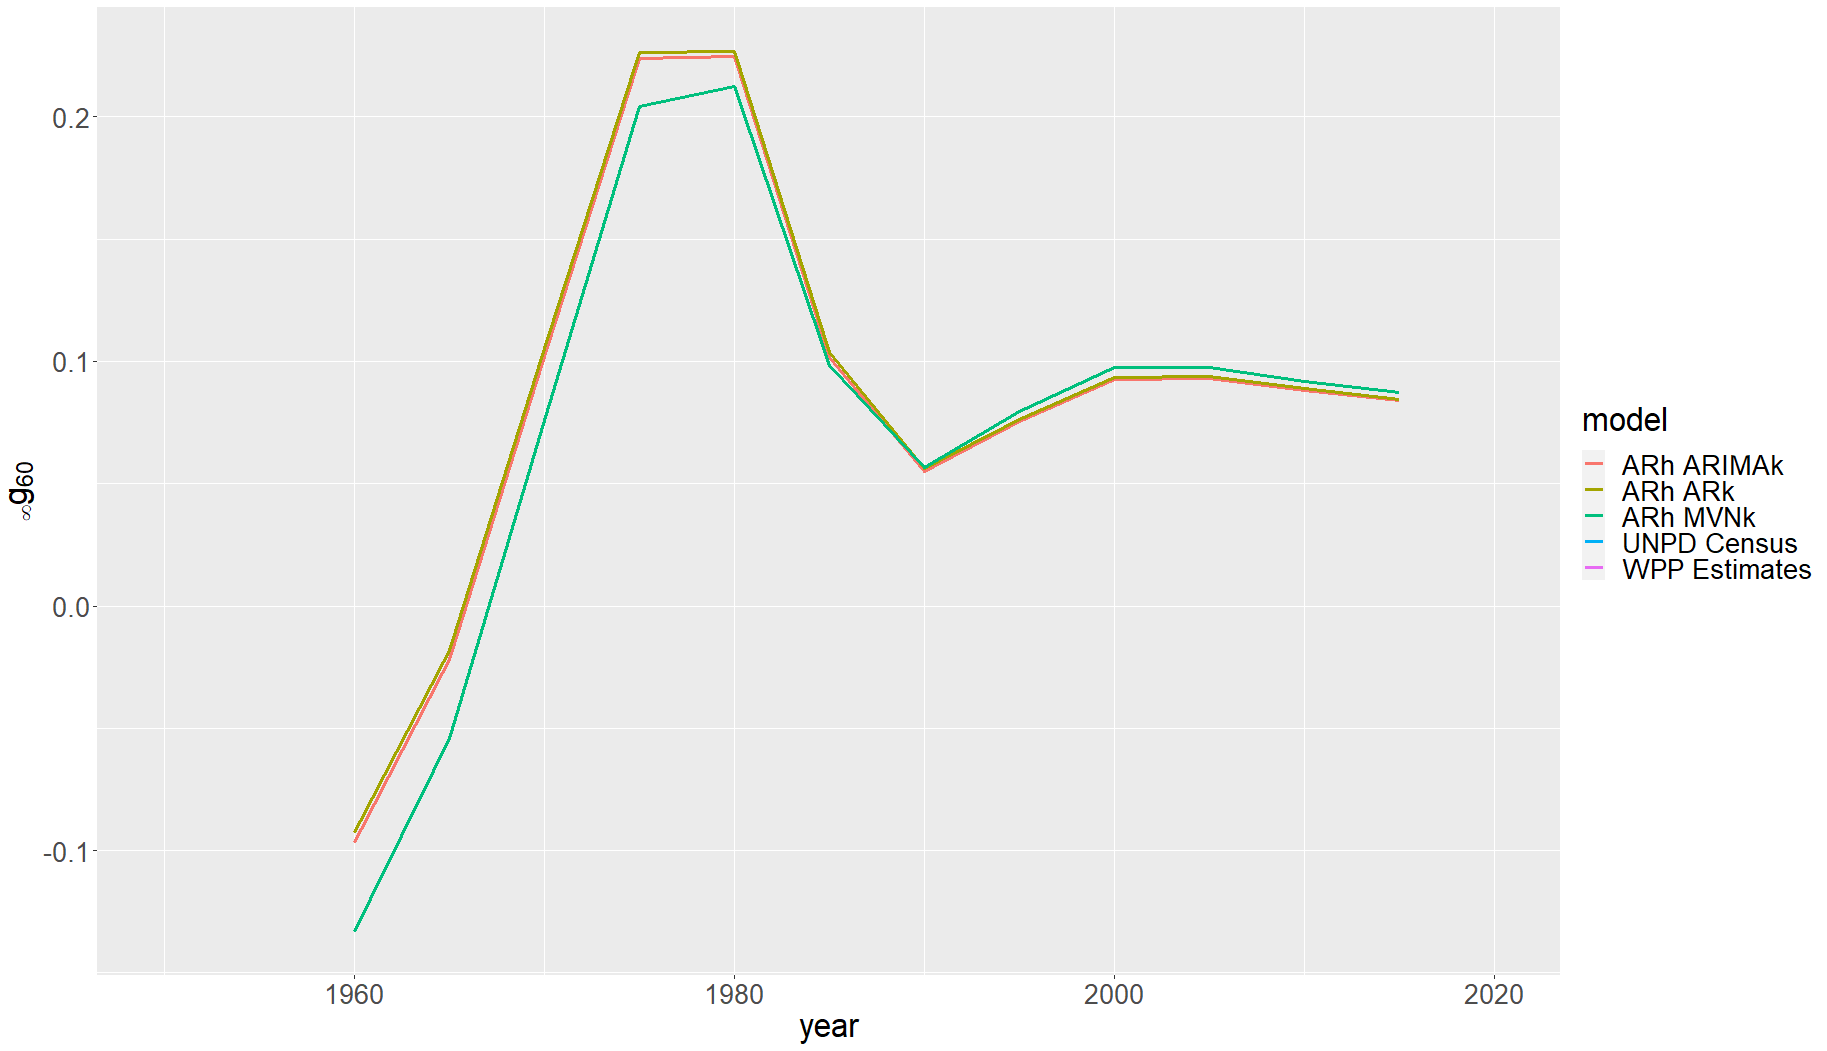 0.2
0.1
0.0
-0.1
∞g60
1960
1980
2000
2020
year
model
ARh ARIMAk
ARh ARk
ARh MVNk
UNPD Census
WPP Estimates